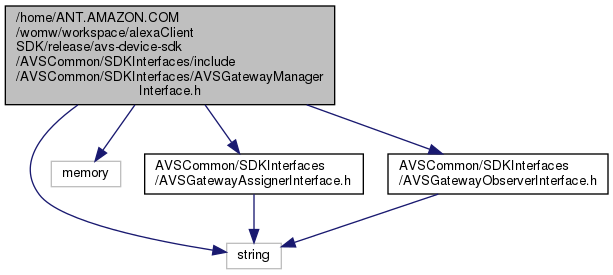 /home/ANT.AMAZON.COM
/womw/workspace/alexaClient
SDK/release/avs-device-sdk
/AVSCommon/SDKInterfaces/include
/AVSCommon/SDKInterfaces/AVSGatewayManager
Interface.h
memory
AVSCommon/SDKInterfaces
/AVSGatewayAssignerInterface.h
AVSCommon/SDKInterfaces
/AVSGatewayObserverInterface.h
string